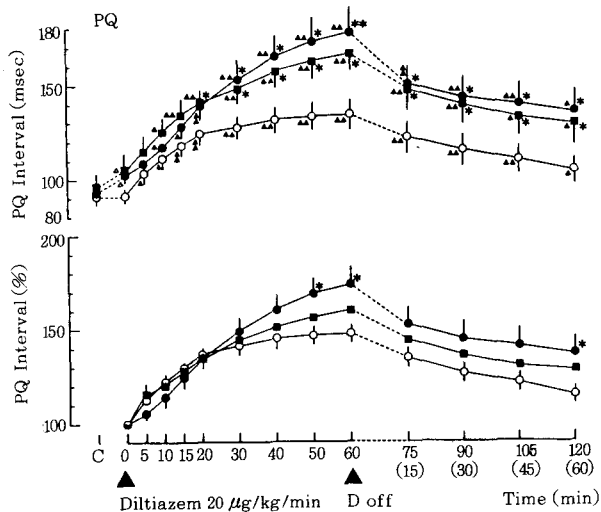 PQ
PQ Interval (msec)
180
150
100
80
PQ Interval (%)
200
150
100
C 0 5 10 15 20 30 40 50 60 75 90 105 120
(15) (30) (45) (60)
Diltiazem 20 μg/kg/min D off Time (min)